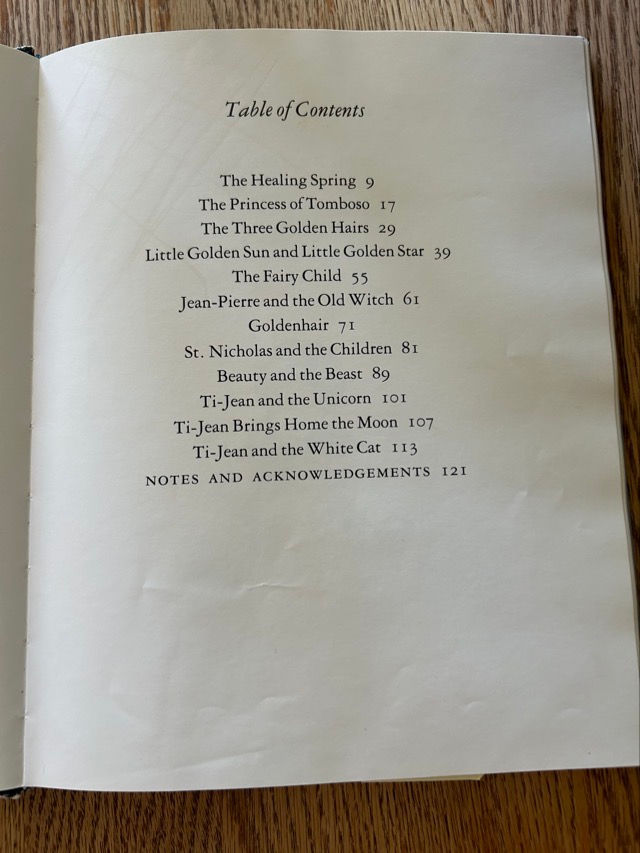 Table of Contents
The Healing Spring 9
The Princess of Tomboso 17
The Three Golden Hairs 29
Little Golden Sun and Little Golden Star 39
The Fairy Child 55
Jean-Pierre and the Old Witch 61
Goldenhair 71
St. Nicholas and the Children 81
Beauty and the Beast 89
Ti-Jean and the Unicorn 101
Ti-Jean Brings Home the Moon 107
Ti-Jean and the White Cat 113
NOTES AND ACKNOWLEDGEMENTS 121